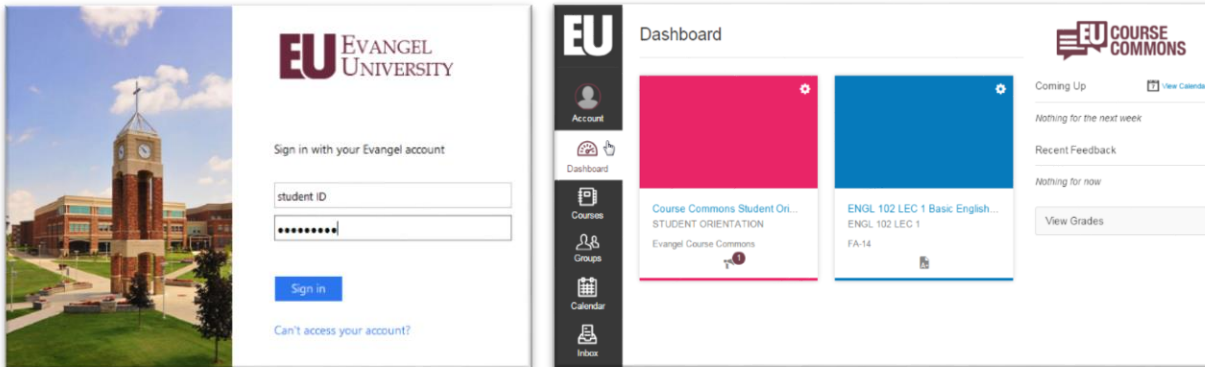 EU EVANGEL
UNIVERSITY
Sign in with your Evangel account
student ID
Sign in
Can't access your account?
EU
Account
Dashboard
Courses
Groups
Calendar
Inbox
Dashboard
Course Commons Student Ori...
STUDENT ORIENTATION
Evangel Course Commons
1
ENGL 102 LEC 1 Basic English...
ENGL 102 LEC 1
FA-14
EU COURSE
COMMONS
Coming Up
7 View Calendar
Nothing for the next week
Recent Feedback
Nothing for now
View Grades